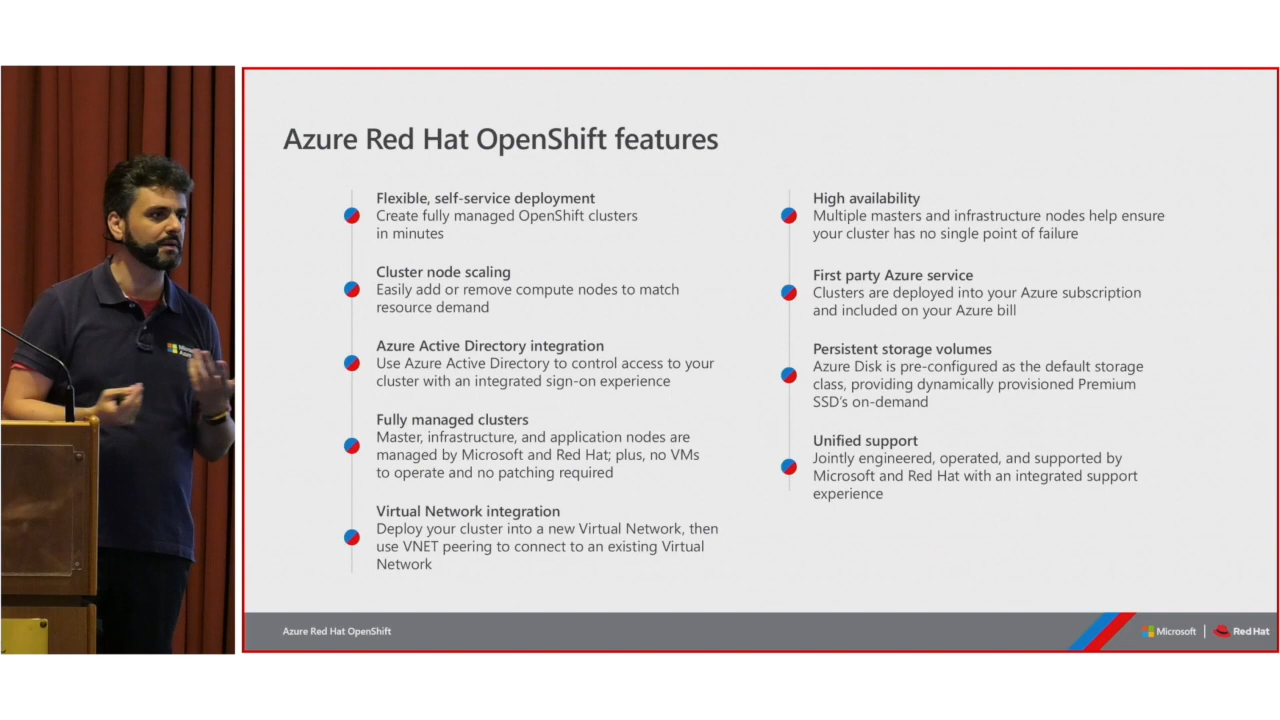 Azure Red Hat OpenShift features
Flexible, self-service deployment
Create fully managed OpenShift clusters
in minutes
Cluster node scaling
Easily add or remove compute nodes to match
resource demand
Azure Active Directory integration
Use Azure Active Directory to control access to your
cluster with an integrated sign-on experience
Fully managed clusters
Master, infrastructure, and application nodes are
managed by Microsoft and Red Hat; plus, no VMs
to operate and no patching required
Virtual Network integration
Deploy your cluster into a new Virtual Network, then
use VNET peering to connect to an existing Virtual
Network
High availability
Multiple masters and infrastructure nodes help ensure
your cluster has no single point of failure
First party Azure service
Clusters are deployed into your Azure subscription
and included on your Azure bill
Persistent storage volumes
Azure Disk is pre-configured as the default storage
class, providing dynamically provisioned Premium
SSD's on-demand
Unified support
Jointly engineered, operated, and supported by
Microsoft and Red Hat with an integrated support
experience
Azure Red Hat OpenShift
Microsoft | Red Hat